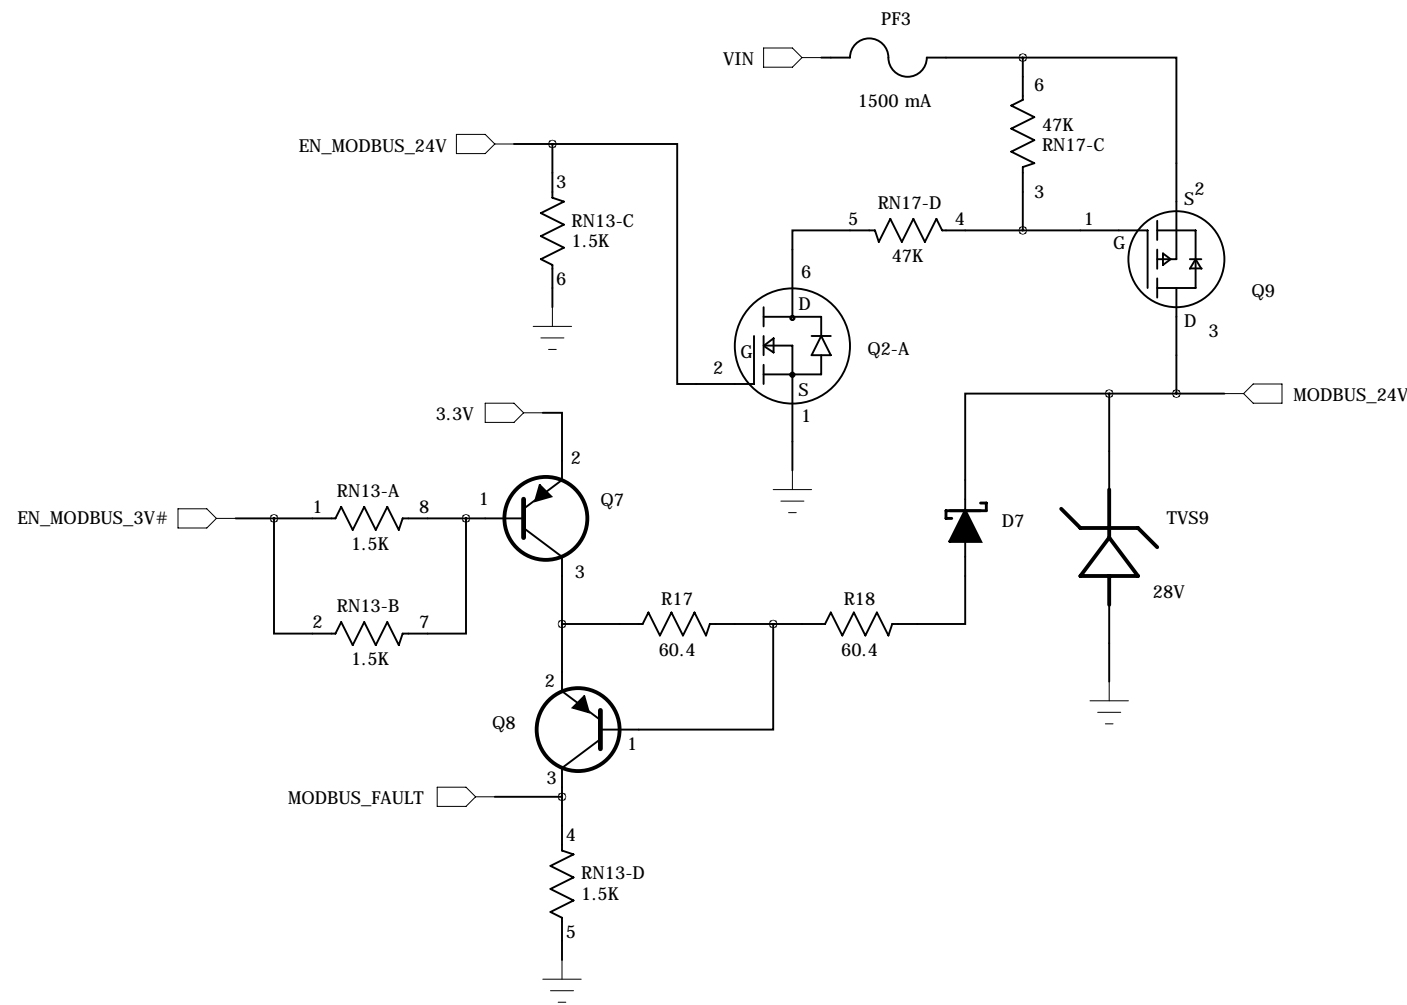 PF3
VIN
1500 mA
6
47K
RN17-C
3
EN_MODBUS_24V
3
RN13-C
1.5K
6
RN17-D
5
4
47K
1
S
2
G
Q9
D
3
6
D
G
Q2-A
2
S
1
MODBUS_24V
3.3V
2
RN13-A
1
8
1
Q7
EN_MODBUS_3V#
1.5K
3
RN13-B
2
7
1.5K
D7
TVS9
28V
R17
60.4
R18
60.4
2
Q8
1
3
MODBUS_FAULT
4
RN13-D
1.5K
5